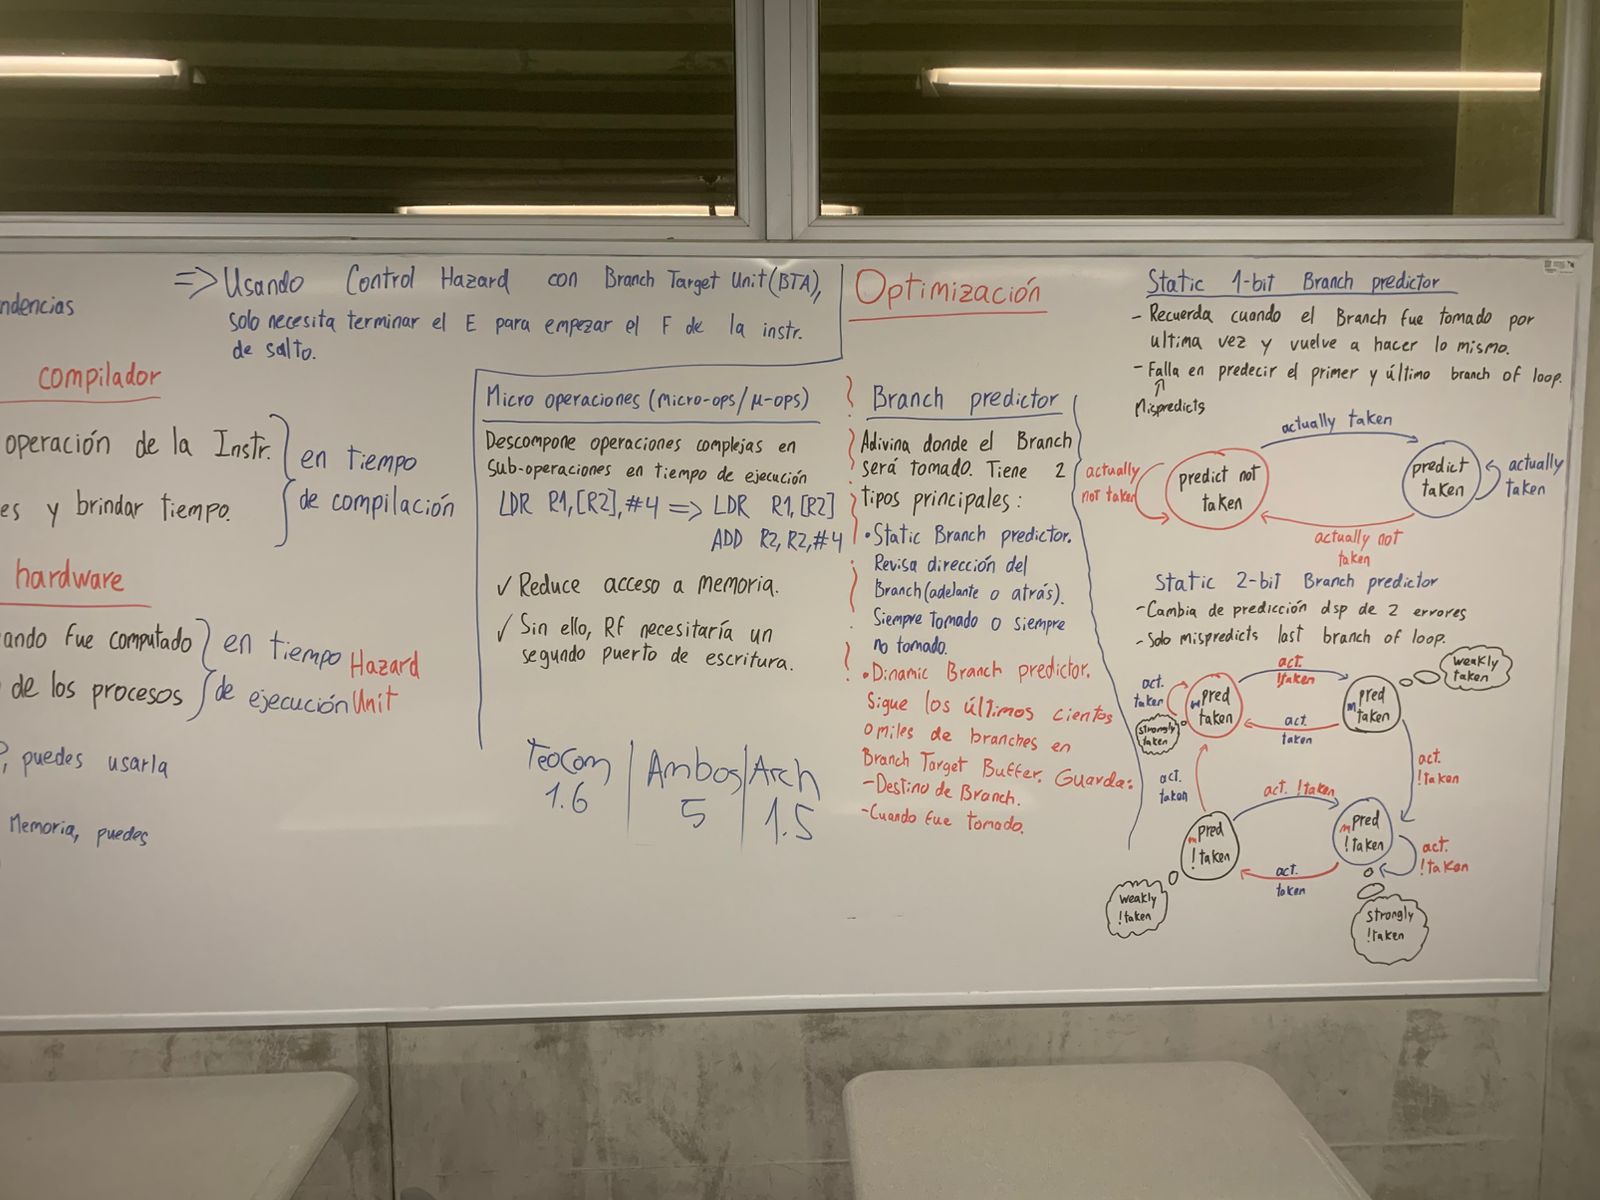 ndencias
=> Usando Control Hazard con Branch Target Unit (BTA),
solo necesita terminar el E para empezar el F de la instr.
de salto.
compilador
operación de la Instr.
es y brindar tiempo.
en tiempo
de compilación
hardware
ando fue computado
de los procesos
en tiempo
de ejecución
Hazard
Unit
, puedes usarla
Memoria, puedes
Micro operaciones (micro-ops/μ-ops)
Descompone operaciones complejas en
sub-operaciones en tiempo de ejecución
LDR R1,[R2],#4 => LDR R1,[R2]
ADD R2,R2,#4
✓ Reduce acceso a memoria.
✓ Sin ello, RF necesitaría un
segundo puerto de escritura.
TeoCom | Ambos | Arch
1.6 | 5 | 1.5
Optimización
Branch predictor
Adivina donde el Branch
será tomado. Tiene 2
tipos principales:
• Static Branch predictor.
Revisa dirección del
Branch (adelante o atrás).
Siempre tomado o siempre
no tomado.
• Dinamic Branch predictor.
Sigue los últimos cientos
o miles de branches en
Branch Target Buffer. Guarda:
- Destino de Branch.
- Cuando fue tomado.
Static 1-bit Branch predictor
- Recuerda cuando el Branch fue tomado por
ultima vez y vuelve a hacer lo mismo.
- Falla en predecir el primer y último branch of loop.
Mispredicts
actually taken
actually
not taken
predict not
taken
predict
taken
actually
taken
actually not
taken
Static 2-bit Branch predictor
- Cambia de predicción dsp de 2 errores
- Solo mispredicts last branch of loop.
weakly
taken
act.
!taken
act.
taken
pred
taken
pred
taken
strongly
taken
act.
taken
act.
!taken
act.
taken
act. !taken
pred
!taken
pred
!taken
act.
!taken
act.
taken
weakly
!taken
strongly
!taken